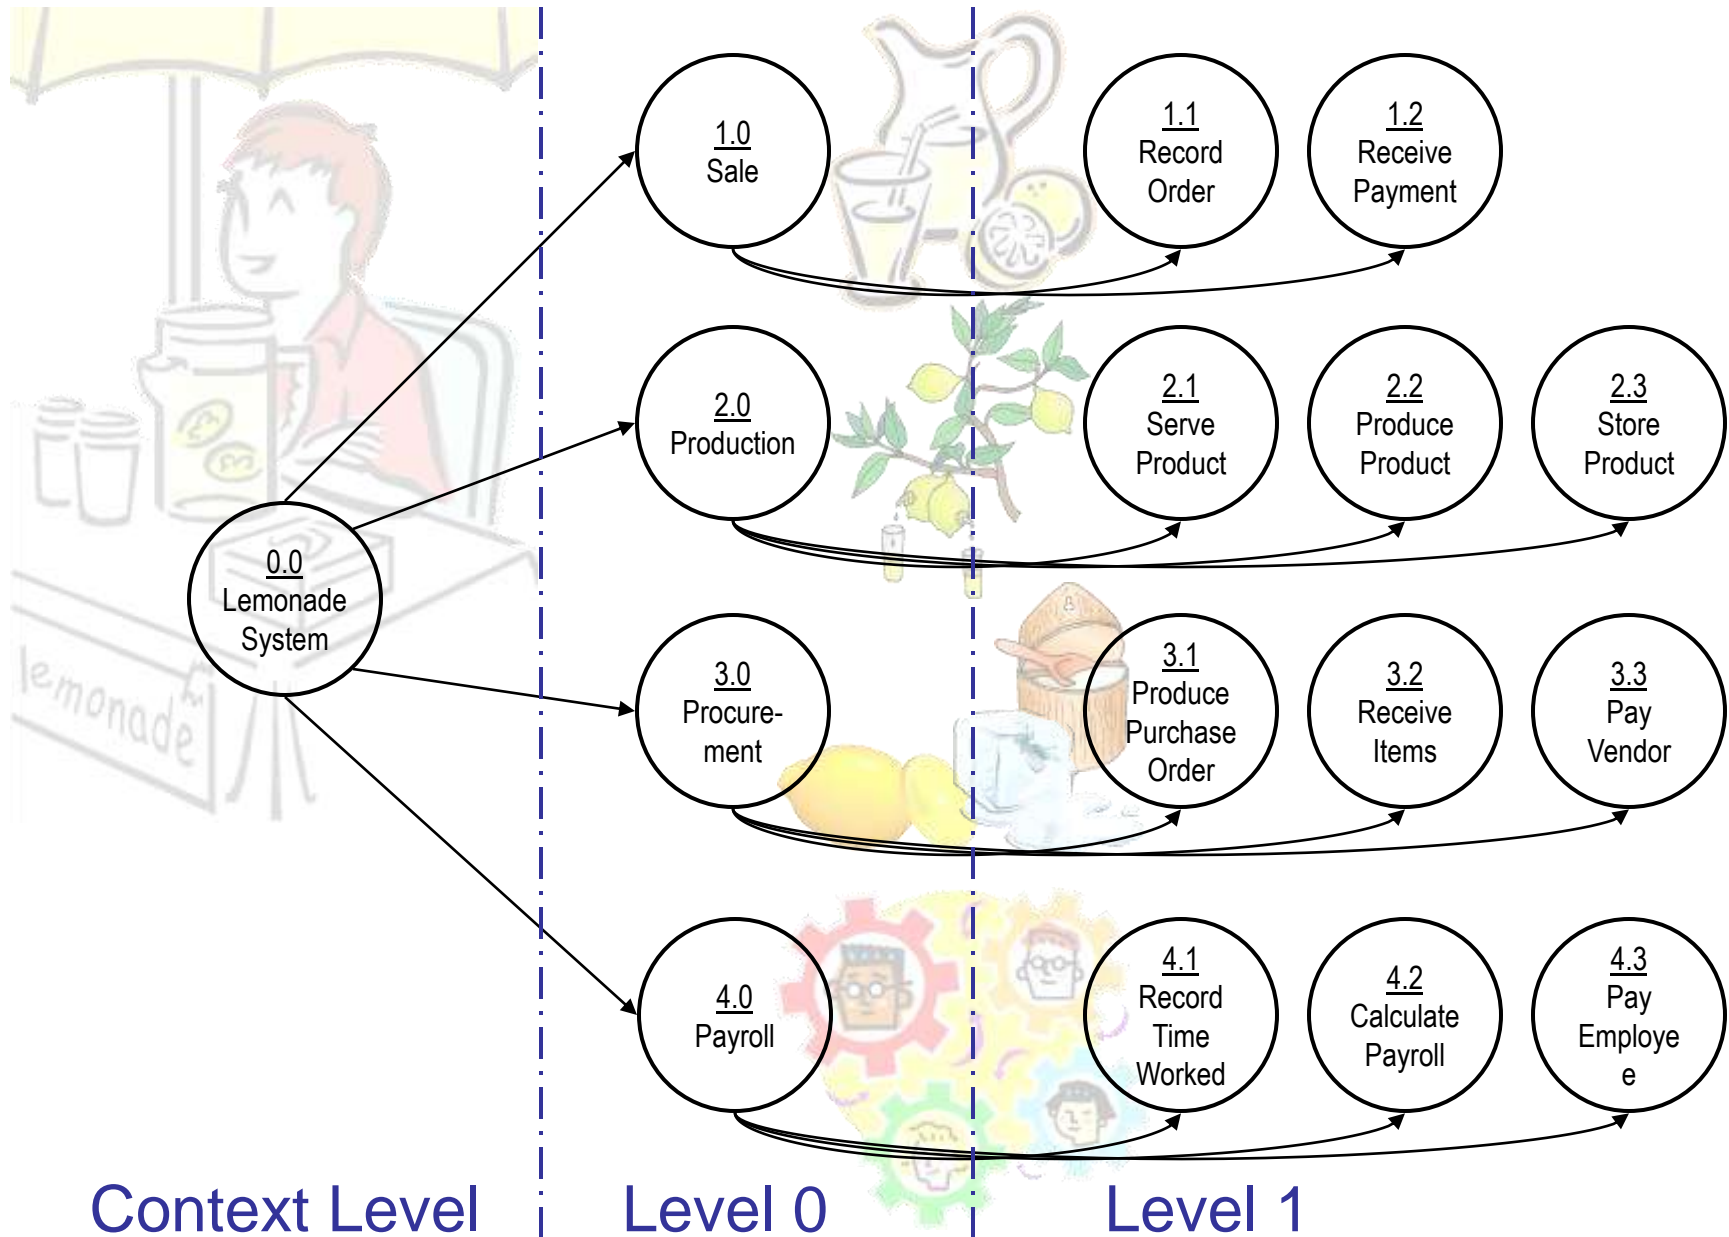 1.0
Sale
1.1
Record
Order
1.2
Receive
Payment
2.0
Production
2.1
Serve
Product
2.2
Produce
Product
2.3
Store
Product
0.0
Lemonade
System
lemonade
3.0
Procure-
ment
3.1
Produce
Purchase
Order
3.2
Receive
Items
3.3
Pay
Vendor
4.0
Payroll
4.1
Record
Time
Worked
4.2
Calculate
Payroll
4.3
Pay
Employe
e
Context Level
Level 0
Level 1